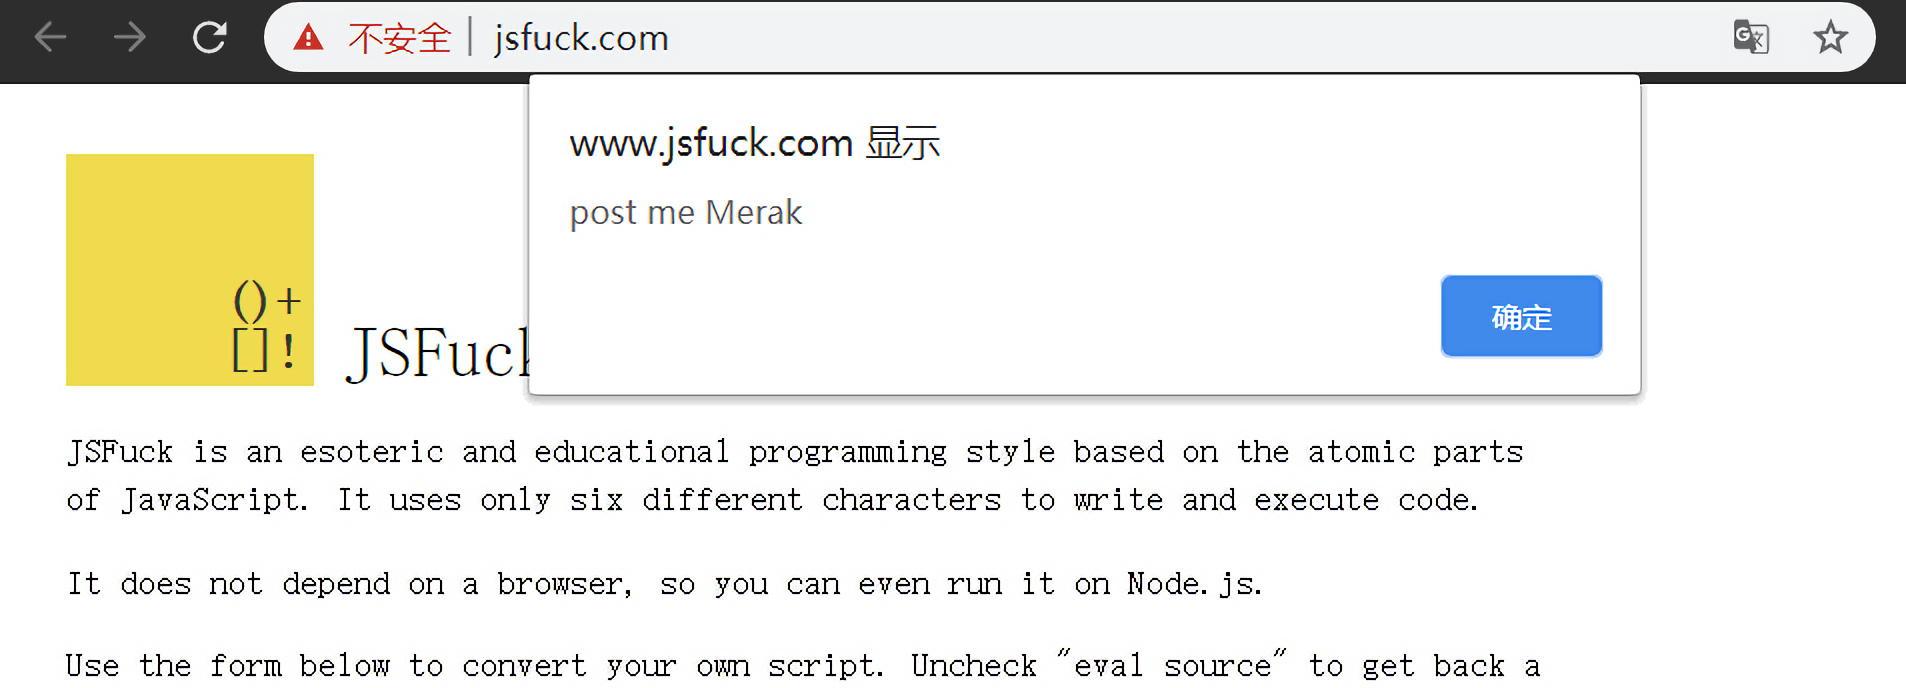 不安全 | jsfuck.com
www.jsfuck.com 显示
post me Merak
确定
()+
[]!
JSFuck
JSFuck is an esoteric and educational programming style based on the atomic parts
of JavaScript. It uses only six different characters to write and execute code.
It does not depend on a browser, so you can even run it on Node.js.
Use the form below to convert your own script. Uncheck "eval source" to get back a